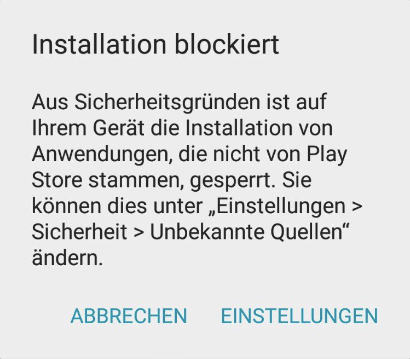 Installation blockiert
Aus Sicherheitsgründen ist auf
Ihrem Gerät die Installation von
Anwendungen, die nicht von Play
Store stammen, gesperrt. Sie
können dies unter „Einstellungen >
Sicherheit > Unbekannte Quellen“
ändern.
ABBRECHEN EINSTELLUNGEN